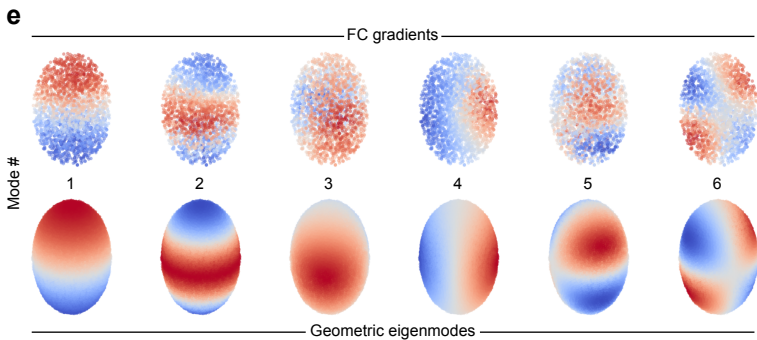 e
FC gradients
Mode #
1 2 3 4 5 6
Geometric eigenmodes